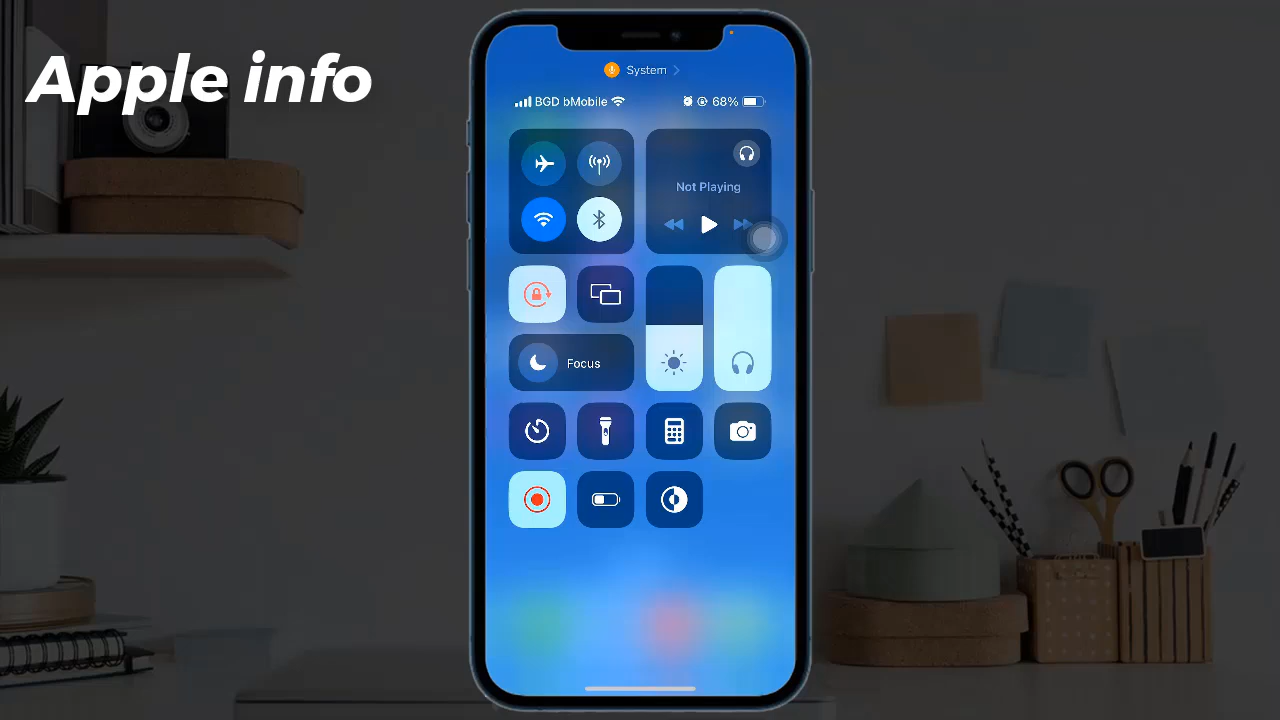 Apple info
System
BGD bMobile
68%
Not Playing
Focus